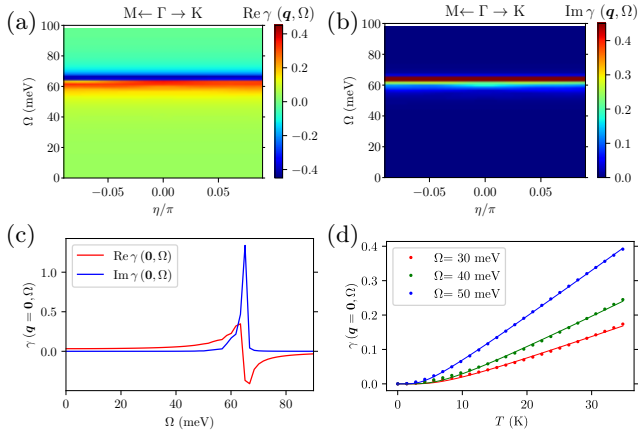 (a)
M← Γ → K
Re γ (q, Ω)
Ω (meV)
100
80
60
40
20
0
−0.05
0.00
0.05
η/π
0.4
0.2
0.0
−0.2
−0.4
(b)
M← Γ → K
Im γ (q, Ω)
Ω (meV)
100
80
60
40
20
0
−0.05
0.00
0.05
η/π
0.4
0.3
0.2
0.1
0.0
(c)
γ (q = 0, Ω)
1.0
0.5
0.0
Re γ (0, Ω)
Im γ (0, Ω)
0
20
40
60
80
Ω (meV)
(d)
γ (q = 0, Ω)
0.4
0.3
0.2
0.1
0.0
Ω= 30 meV
Ω= 40 meV
Ω= 50 meV
0
10
20
30
T (K)